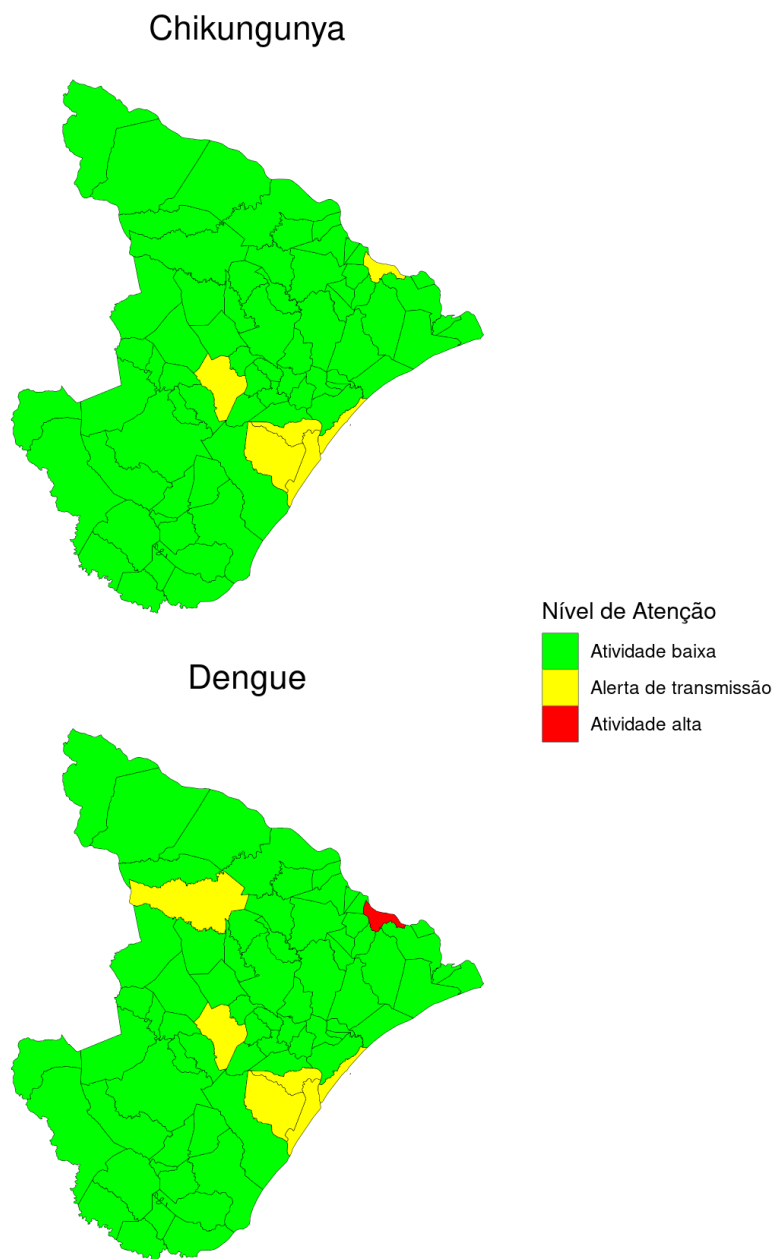 Chikungunya
Nível de Atenção
Atividade baixa
Alerta de transmissão
Atividade alta
Dengue